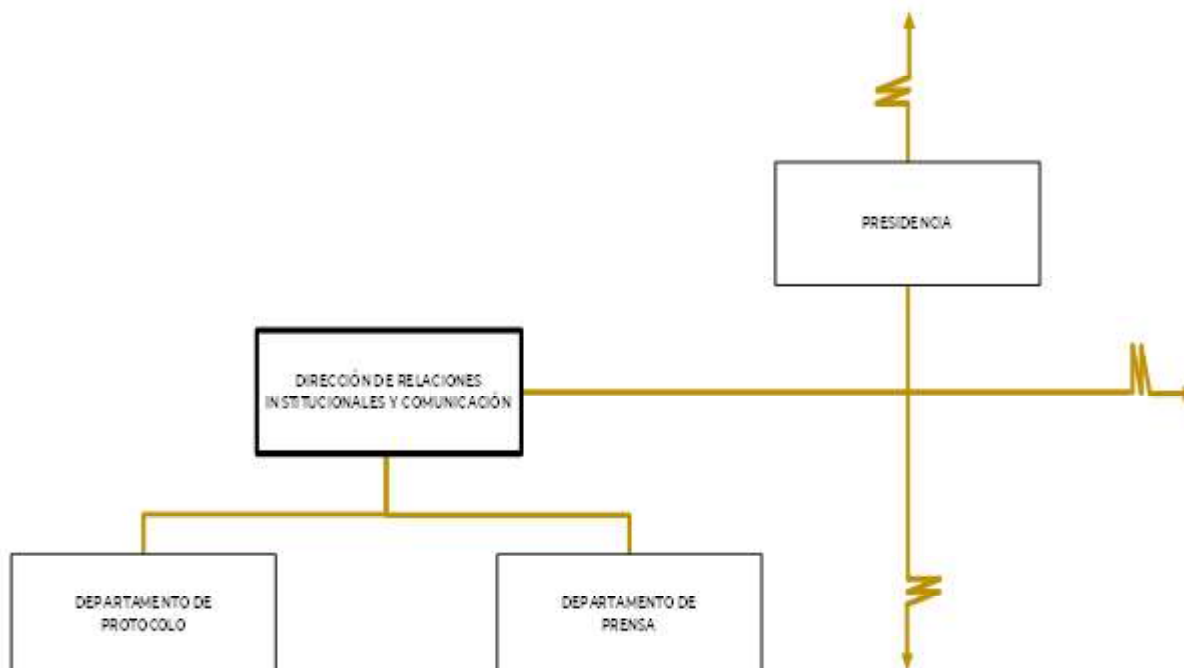 PRESIDENCIA
DIRECCIÓN DE RELACIONES
INSTITUCIONALES Y COMUNICACIÓN
DEPARTAMENTO DE
PROTOCOLO
DEPARTAMENTO DE
PRENSA